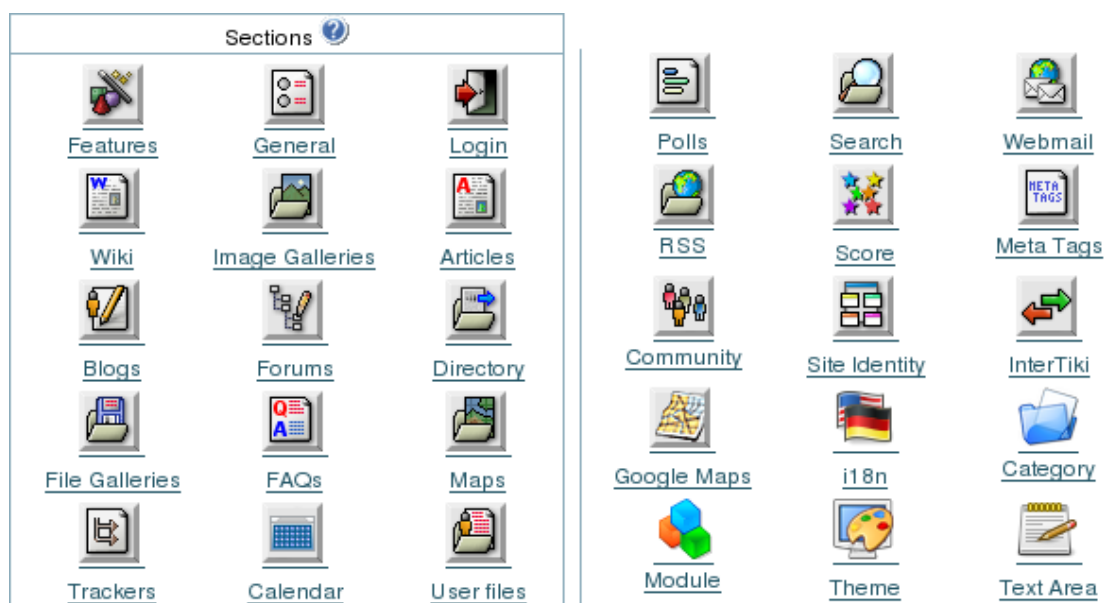 Sections
Features General Login
Wiki Image Galleries Articles
Blogs Forums Directory
File Galleries FAQs Maps
Trackers Calendar User files
Polls Search Webmail
META TAGS
RSS Score Meta Tags
Community Site Identity InterTiki
Google Maps i18n Category
Module Theme Text Area